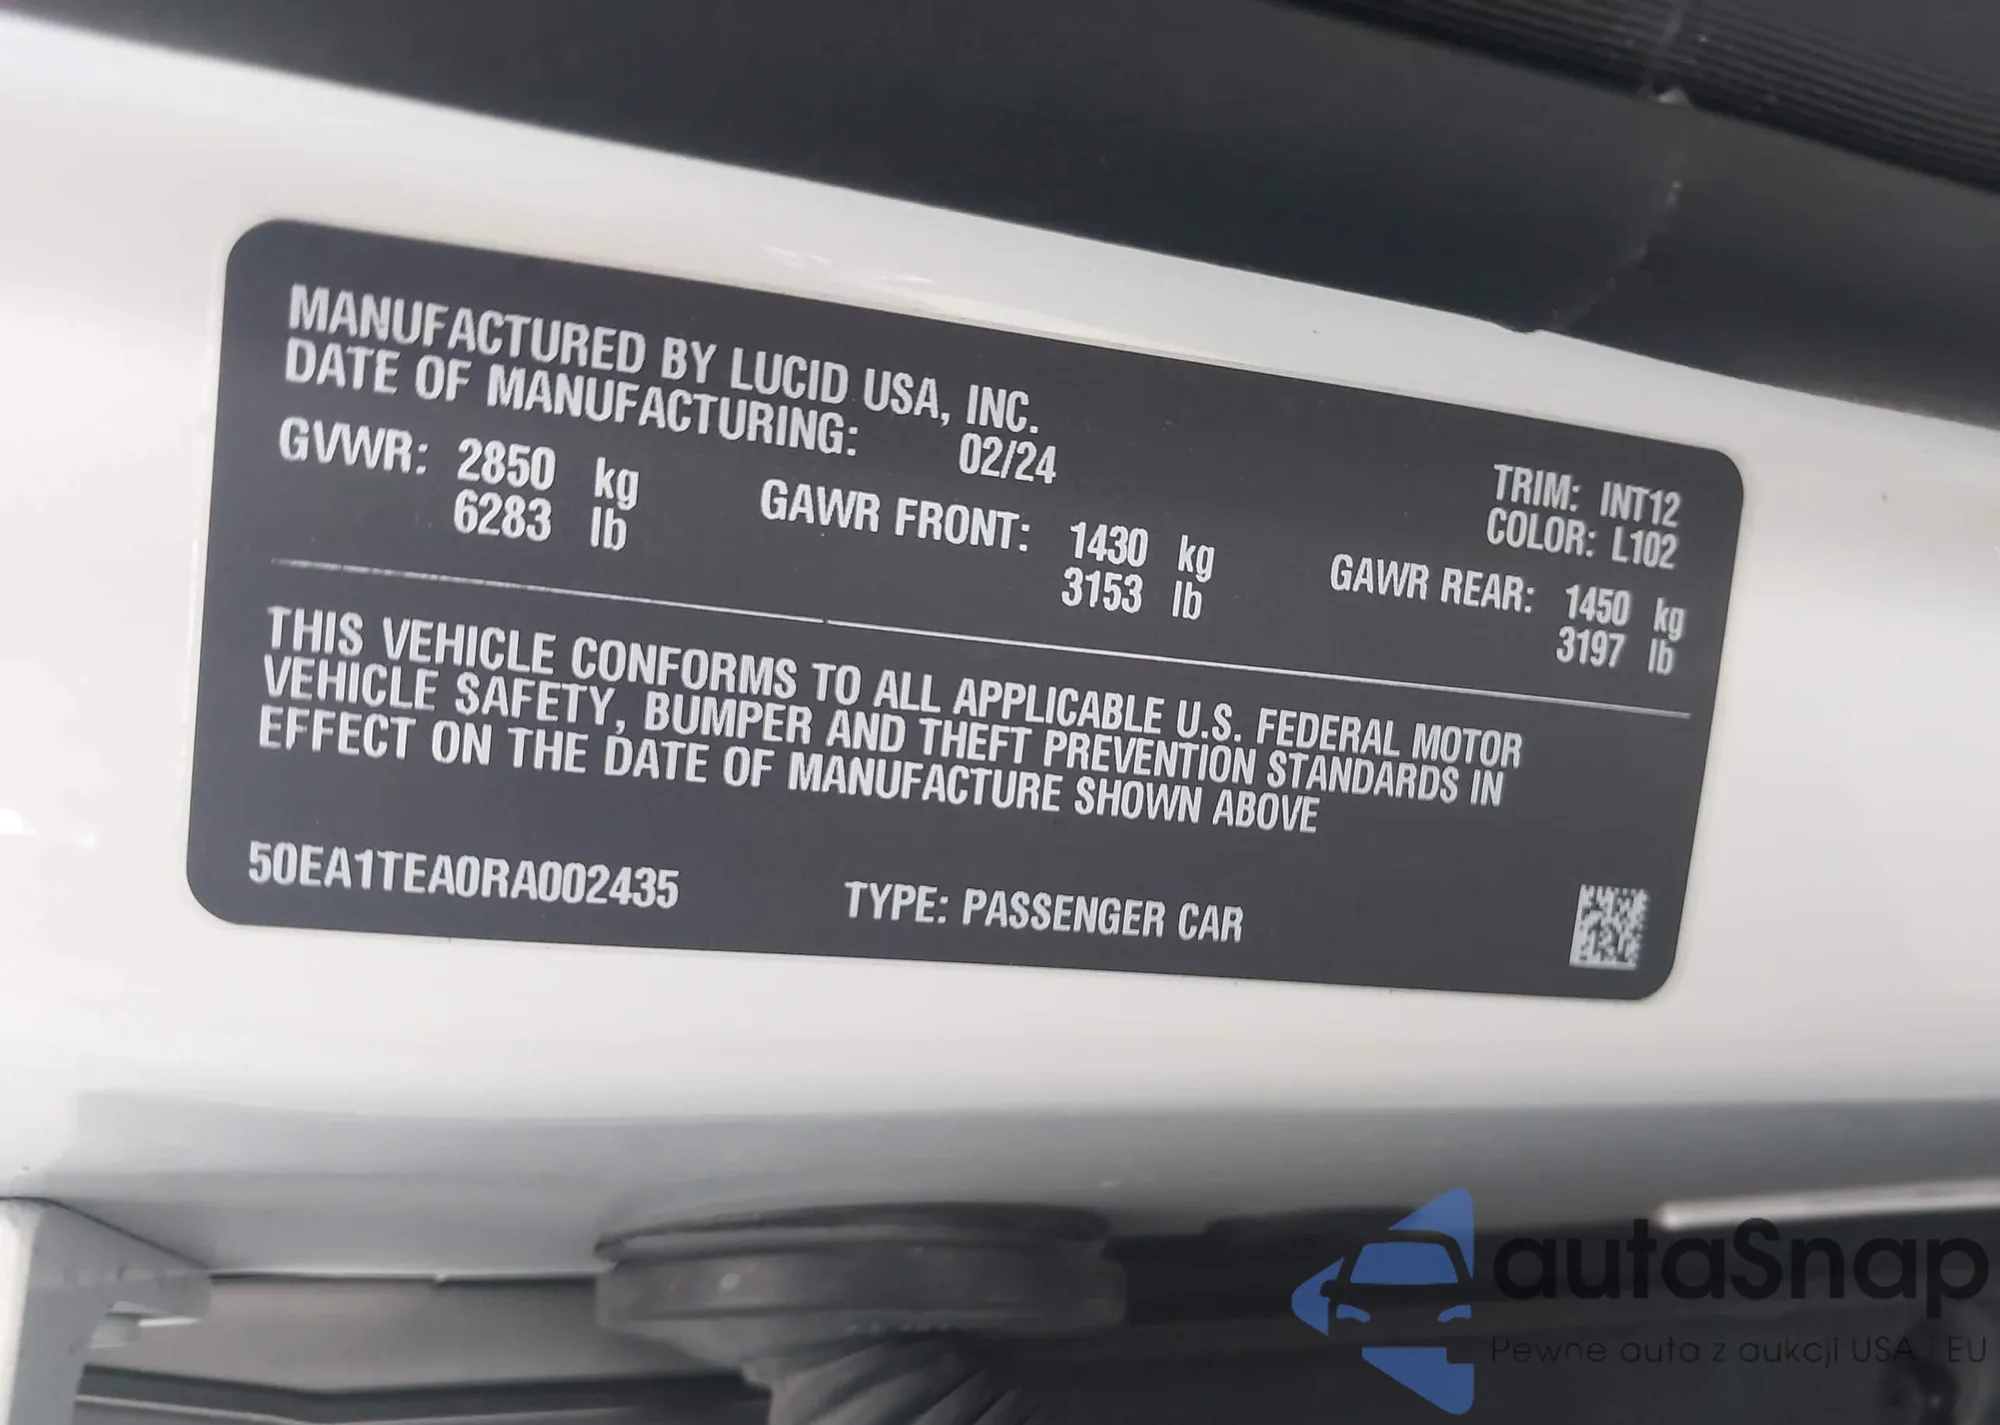 MANUFACTURED BY LUCID USA, INC.
DATE OF MANUFACTURING: 02/24
TRIM: INT12
COLOR: L102
GVWR: 2850 kg
6283 lb
GAWR FRONT: 1430 kg
3153 lb
GAWR REAR: 1450 kg
3197 lb
THIS VEHICLE CONFORMS TO ALL APPLICABLE U.S. FEDERAL MOTOR
VEHICLE SAFETY, BUMPER AND THEFT PREVENTION STANDARDS IN
EFFECT ON THE DATE OF MANUFACTURE SHOWN ABOVE
50EA1TEA0RA002435
TYPE: PASSENGER CAR
autaSnap
Pewne auta z aukcji USA i EU